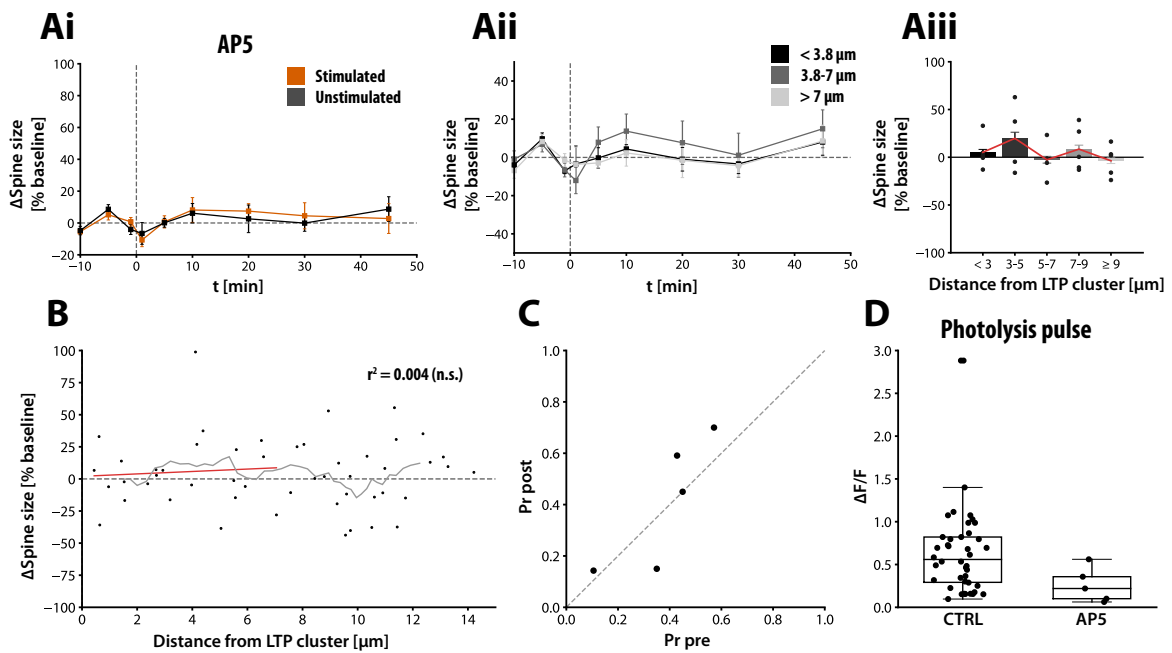 Ai
AP5
Stimulated
Unstimulated
ΔSpine size
[% baseline]
100
80
60
40
20
0
−20
−10
0
10
20
30
40
50
t [min]
Aii
< 3.8 µm
3.8-7 µm
> 7 µm
ΔSpine size
[% baseline]
40
20
0
−20
−40
−10
0
10
20
30
40
50
t [min]
Aiii
ΔSpine size
[% baseline]
100
50
0
−50
−100
< 3
3-5
5-7
7-9
≥ 9
Distance from LTP cluster [µm]
B
r² = 0.004 (n.s.)
ΔSpine size [% baseline]
100
75
50
25
0
−25
−50
−75
−100
0
2
4
6
8
10
12
14
Distance from LTP cluster [µm]
C
Pr post
1.0
0.8
0.6
0.4
0.2
0.0
0.0
0.2
0.4
0.6
0.8
1.0
Pr pre
D
Photolysis pulse
ΔF/F
3.0
2.5
2.0
1.5
1.0
0.5
0.0
CTRL
AP5